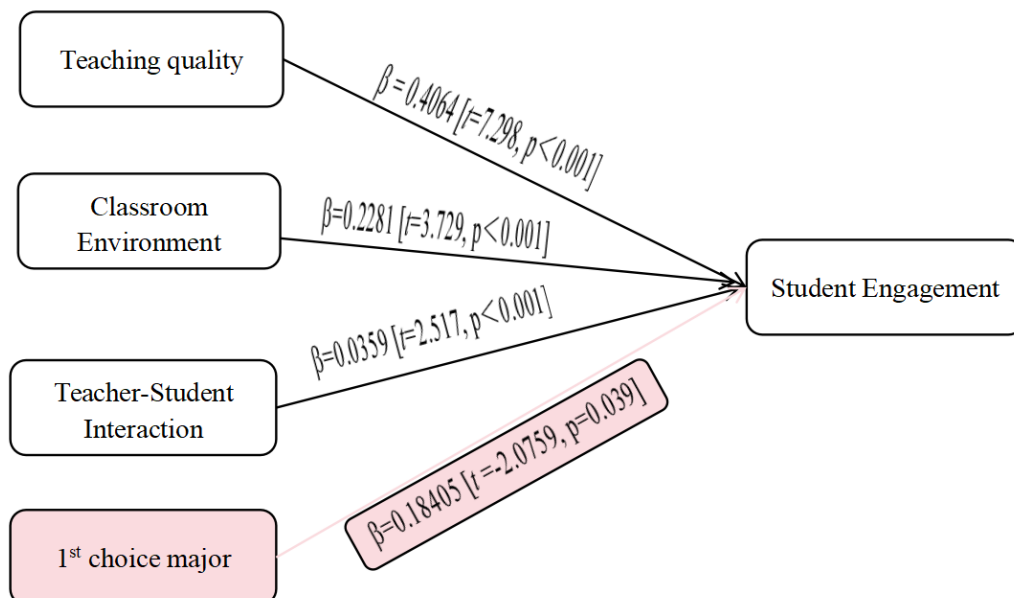 Teaching quality
β = 0.4064 [t=7.298, p<0.001]
Classroom
Environment
β=0.2281 [t=3.729, p<0.001]
Student Engagement
β=0.0359 [t=2.517, p<0.001]
Teacher-Student
Interaction
β=0.18405 [t =-2.0759, p=0.039]
1st choice major